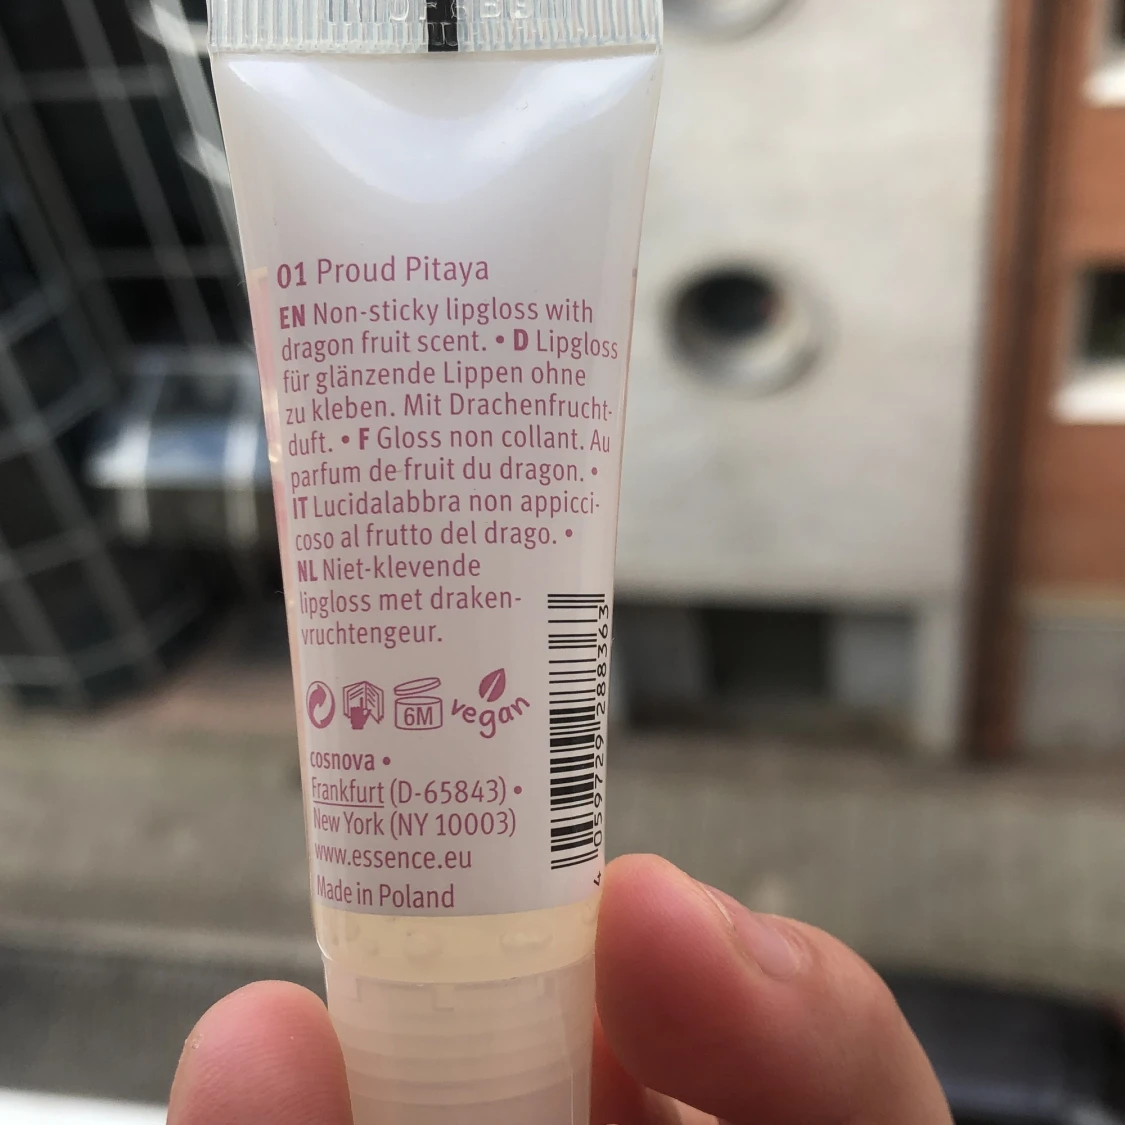 01 Proud Pitaya
EN Non-sticky lipgloss with
dragon fruit scent. • D Lipgloss
für glänzende Lippen ohne
zu kleben. Mit Drachenfrucht-
duft. • F Gloss non collant. Au
parfum de fruit du dragon. •
IT Lucidalabbra non appicci-
coso al frutto del drago. •
NL Niet-klevende
lipgloss met draken-
vruchtengeur.
6M
vegan
cosnova •
Frankfurt (D-65843) •
New York (NY 10003)
www.essence.eu
Made in Poland
4 059729 288363